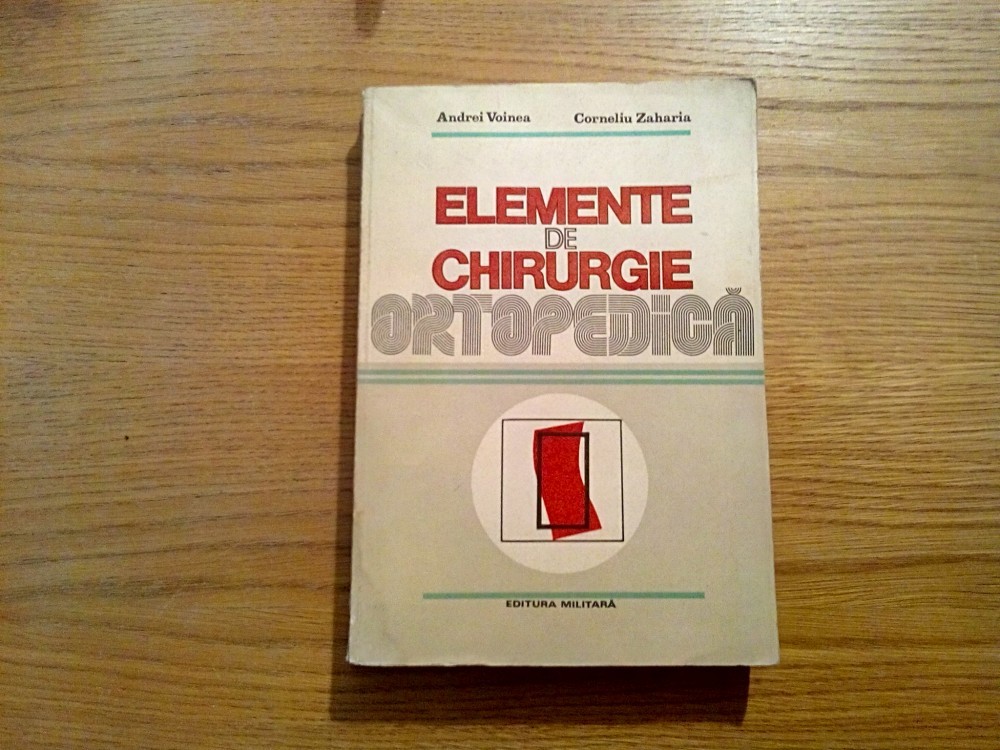 Andrei Voinea Corneliu Zaharia
ELEMENTE
DE
CHIRURGIE
ORTOPEDICĂ
EDITURA MILITARĂ